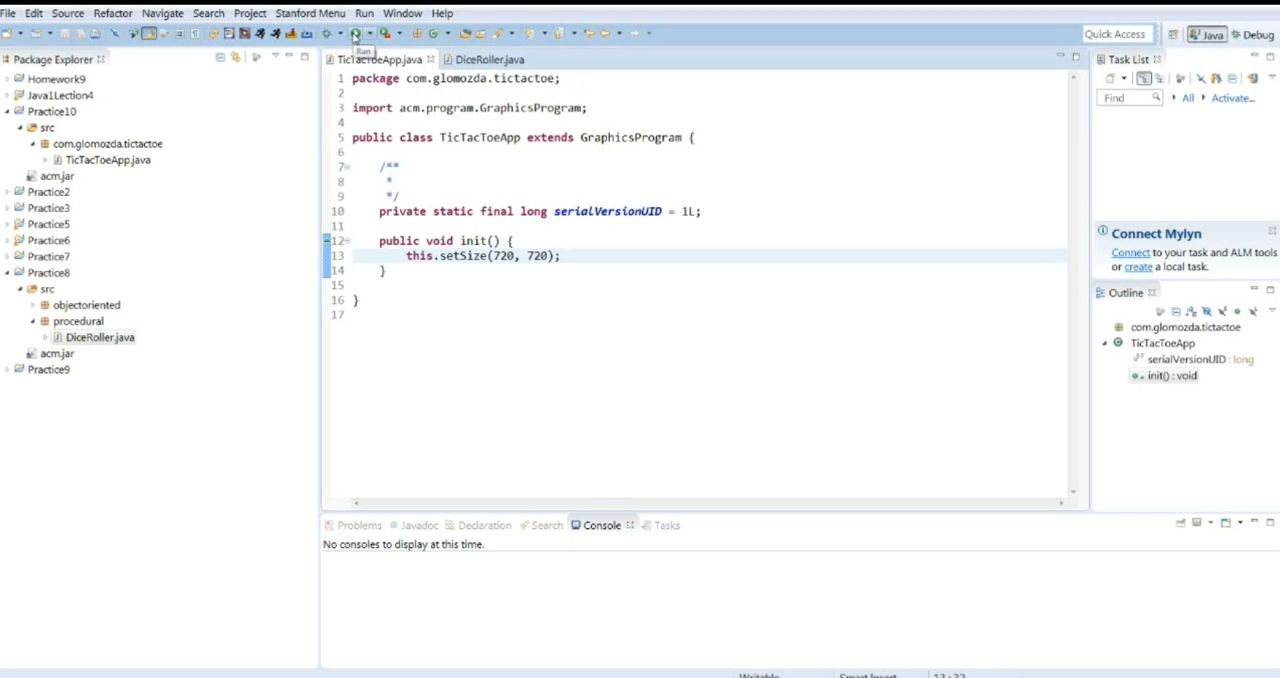 File Edit Source Refactor Navigate Search Project Stanford Menu Run Window Help
Quick Access Java Debug
Run
Package Explorer
Homework9
Java1Lection4
Practice10
src
com.glomozda.tictactoe
TicTacToeApp.java
acm.jar
Practice2
Practice3
Practice5
Practice6
Practice7
Practice8
src
objectoriented
procedural
DiceRoller.java
acm.jar
Practice9
TicTacToeApp.java DiceRoller.java
1 package com.glomozda.tictactoe;
2
3 import acm.program.GraphicsProgram;
4
5 public class TicTacToeApp extends GraphicsProgram {
6
7 /**
8 *
9 */
10 private static final long serialVersionUID = 1L;
11
12 public void init() {
13 this.setSize(720, 720);
14 }
15
16 }
17
Problems Javadoc Declaration Search Console Tasks
No consoles to display at this time.
Task List
Find All Activate...
Connect Mylyn
Connect to your task and ALM tools
or create a local task.
Outline
com.glomozda.tictactoe
TicTacToeApp
serialVersionUID : long
init() : void
Writable Smart Insert 13 : 32